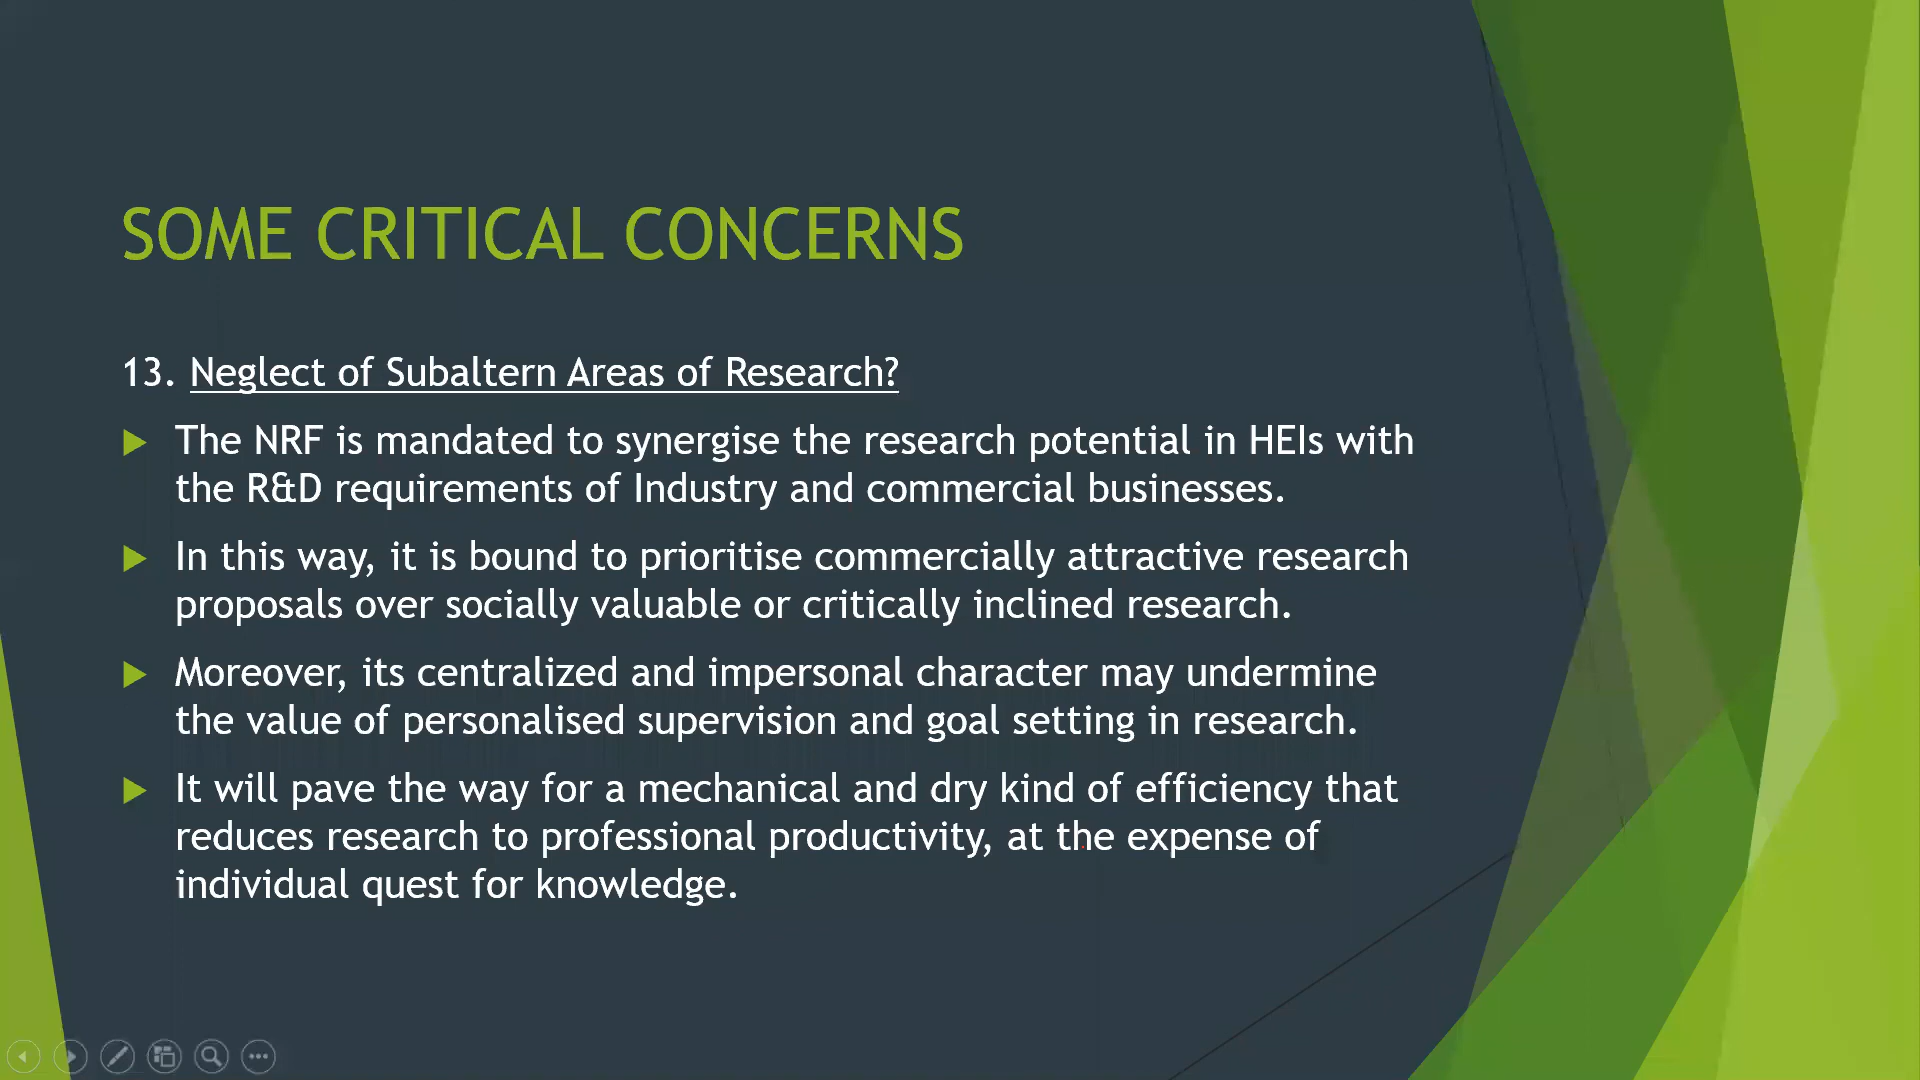 SOME CRITICAL CONCERNS
13. Neglect of Subaltern Areas of Research?
The NRF is mandated to synergise the research potential in HEIs with
the R&D requirements of Industry and commercial businesses.
In this way, it is bound to prioritise commercially attractive research
proposals over socially valuable or critically inclined research.
Moreover, its centralized and impersonal character may undermine
the value of personalised supervision and goal setting in research.
It will pave the way for a mechanical and dry kind of efficiency that
reduces research to professional productivity, at the expense of
individual quest for knowledge.